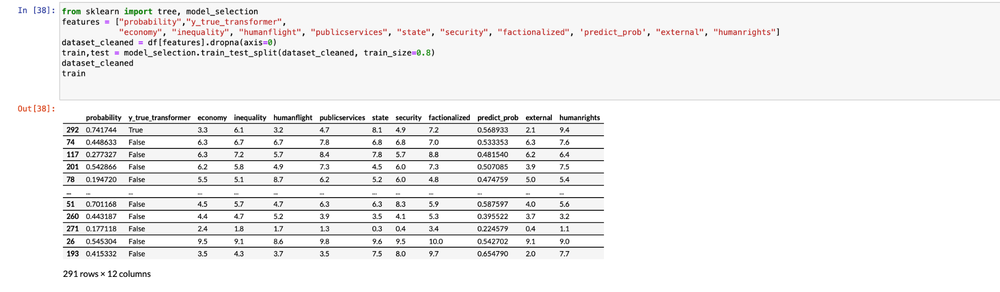 In [38]: from sklearn import tree, model_selection
features = ["probability","y_true_transformer",
"economy", "inequality", "humanflight", "publicservices", "state", "security", "factionalized", 'predict_prob', "external", "humanrights"]
dataset_cleaned = df[features].dropna(axis=0)
train,test = model_selection.train_test_split(dataset_cleaned, train_size=0.8)
dataset_cleaned
train
Out[38]:
probability y_true_transformer economy inequality humanflight publicservices state security factionalized predict_prob external humanrights
292 0.741744 True 3.3 6.1 3.2 4.7 8.1 4.9 7.2 0.568933 2.1 9.4
74 0.448633 False 6.3 6.7 6.7 7.8 6.8 6.8 7.0 0.533353 6.3 7.6
117 0.277327 False 6.3 7.2 5.7 8.4 7.8 5.7 8.8 0.481540 6.2 6.4
201 0.542866 False 6.2 5.8 4.9 7.3 4.5 6.0 7.3 0.507085 3.9 7.5
78 0.194720 False 5.5 5.1 8.7 6.2 5.2 6.0 4.8 0.474759 5.0 5.4
... ... ... ... ... ... ... ... ... ... ... ... ...
51 0.701168 False 4.5 5.7 4.7 6.3 6.3 8.3 5.9 0.587597 4.0 5.6
260 0.443187 False 4.4 4.7 5.2 3.9 3.5 4.1 5.3 0.395522 3.7 3.2
271 0.177118 False 2.4 1.8 1.7 1.3 0.3 0.4 3.4 0.224579 0.4 1.1
26 0.545304 False 9.5 9.1 8.6 9.8 9.6 9.5 10.0 0.542702 9.1 9.0
193 0.415332 False 3.5 4.3 3.7 3.5 7.5 8.0 9.7 0.654790 2.0 7.7
291 rows × 12 columns